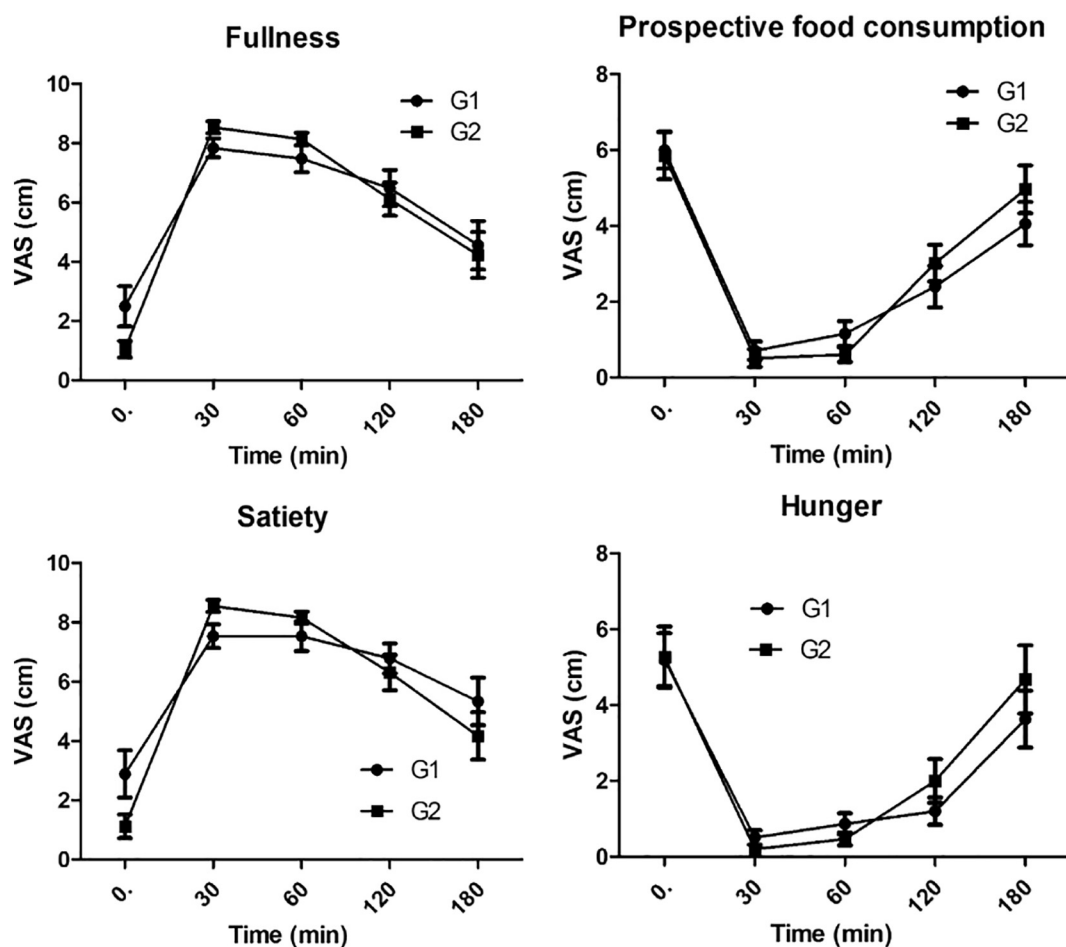 Fullness
10
8
6
4
2
0
VAS (cm)
G1
G2
0.
30
60
120
180
Time (min)
Prospective food consumption
8
6
4
2
0
VAS (cm)
G1
G2
0.
30
60
120
180
Time (min)
Satiety
10
8
6
4
2
0
VAS (cm)
G1
G2
0.
30
60
120
180
Time (min)
Hunger
8
6
4
2
0
VAS (cm)
G1
G2
0.
30
60
120
180
Time (min)